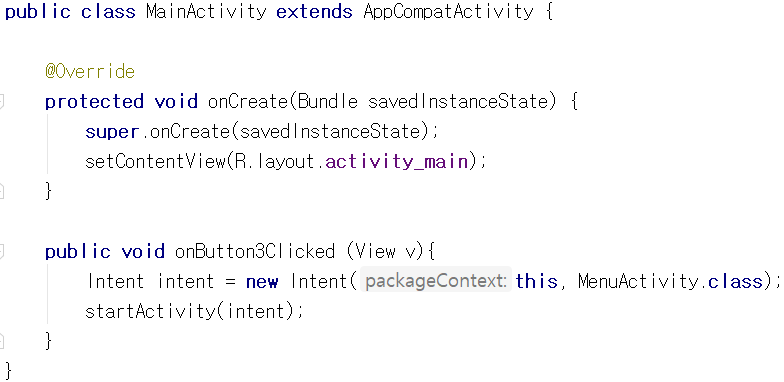 public class MainActivity extends AppCompatActivity {
@Override
protected void onCreate(Bundle savedInstanceState) {
super.onCreate(savedInstanceState);
setContentView(R.layout.activity_main);
}
public void onButton3Clicked (View v){
Intent intent = new Intent( packageContext: this, MenuActivity.class);
startActivity(intent);
}
}